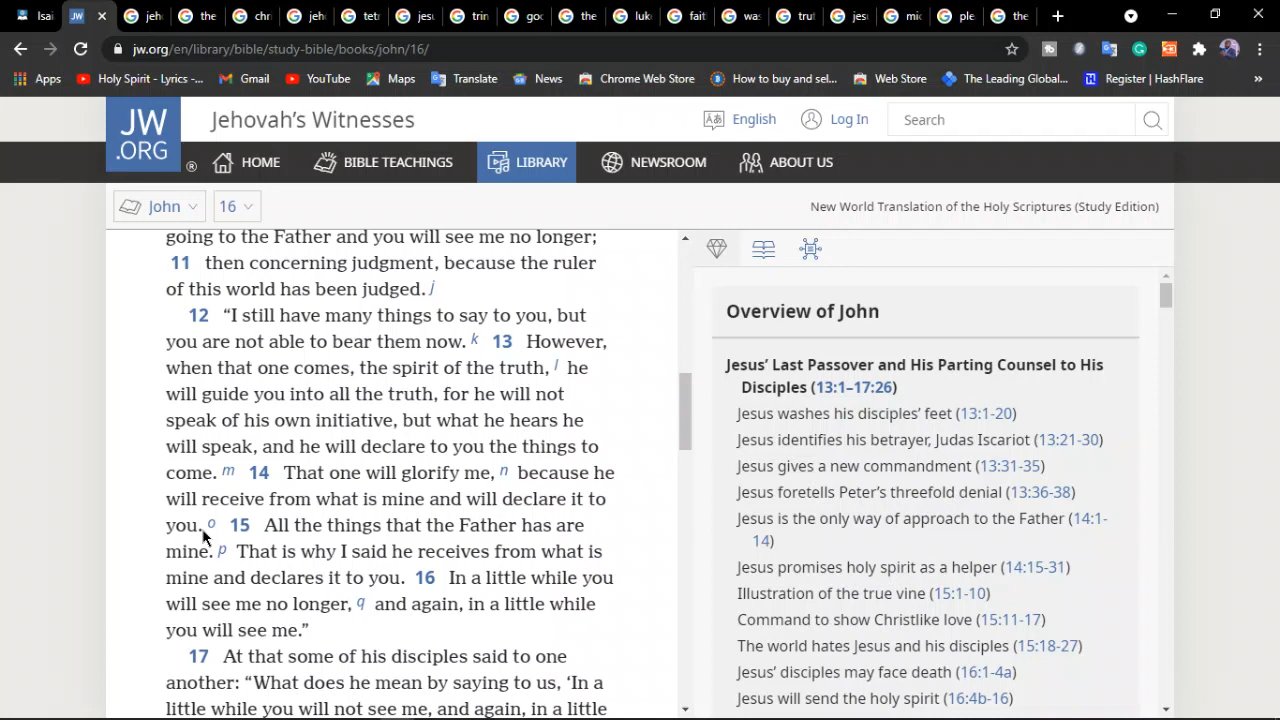 Isai
jeh
the
chr
jeh
tetr
jesu
trin
god
the
luk
faitl
was
trut
jesu
mic
ple
the
jw.org/en/library/bible/study-bible/books/john/16/
Apps
Holy Spirit - Lyrics -...
Gmail
YouTube
Maps
Translate
News
Chrome Web Store
How to buy and sel...
Web Store
The Leading Global...
Register | HashFlare
»
JW
.ORG
®
Jehovah's Witnesses
English
Log In
Search
HOME
BIBLE TEACHINGS
LIBRARY
NEWSROOM
ABOUT US
John
16
New World Translation of the Holy Scriptures (Study Edition)
going to the Father and you will see me no longer;
11 then concerning judgment, because the ruler
of this world has been judged. j
12 “I still have many things to say to you, but
you are not able to bear them now. k 13 However,
when that one comes, the spirit of the truth, l he
will guide you into all the truth, for he will not
speak of his own initiative, but what he hears he
will speak, and he will declare to you the things to
come. m 14 That one will glorify me, n because he
will receive from what is mine and will declare it to
you. o 15 All the things that the Father has are
mine. p That is why I said he receives from what is
mine and declares it to you. 16 In a little while you
will see me no longer, q and again, in a little while
you will see me.”
17 At that some of his disciples said to one
another: “What does he mean by saying to us, ‘In a
little while you will not see me, and again, in a little
Overview of John
Jesus’ Last Passover and His Parting Counsel to His
Disciples (13:1–17:26)
Jesus washes his disciples’ feet (13:1-20)
Jesus identifies his betrayer, Judas Iscariot (13:21-30)
Jesus gives a new commandment (13:31-35)
Jesus foretells Peter’s threefold denial (13:36-38)
Jesus is the only way of approach to the Father (14:1-
14)
Jesus promises holy spirit as a helper (14:15-31)
Illustration of the true vine (15:1-10)
Command to show Christlike love (15:11-17)
The world hates Jesus and his disciples (15:18-27)
Jesus’ disciples may face death (16:1-4a)
Jesus will send the holy spirit (16:4b-16)